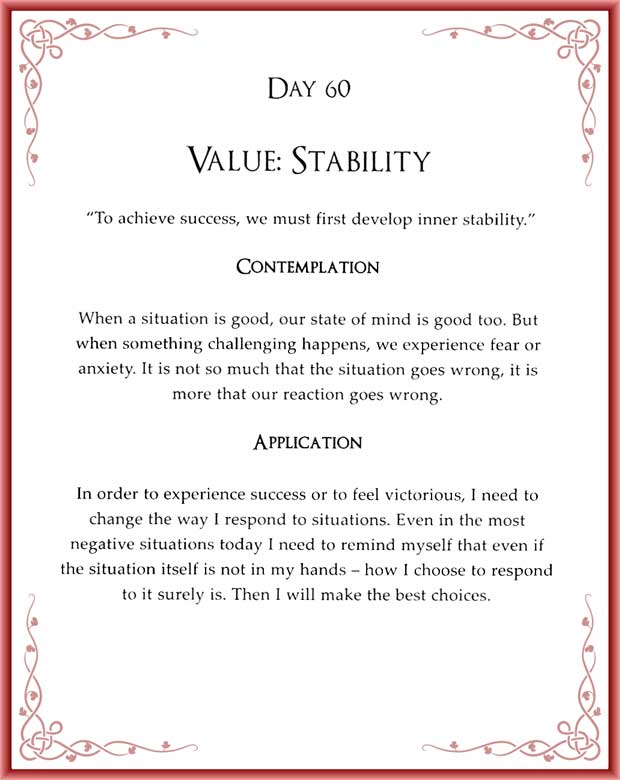 Day 60
Value: Stability
“To achieve success, we must first develop inner stability.”
Contemplation
When a situation is good, our state of mind is good too. But
when something challenging happens, we experience fear or
anxiety. It is not so much that the situation goes wrong, it is
more that our reaction goes wrong.
Application
In order to experience success or to feel victorious, I need to
change the way I respond to situations. Even in the most
negative situations today I need to remind myself that even if
the situation itself is not in my hands – how I choose to respond
to it surely is. Then I will make the best choices.